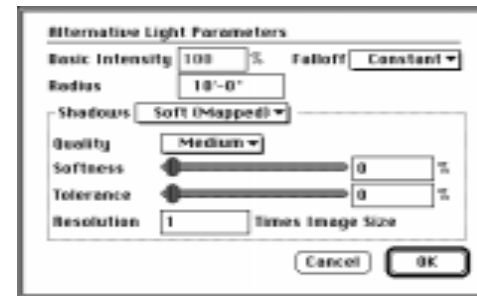 Alternative Light Parameters
Basic Intensity 100 % Falloff Constant
Radius 10'-0"
Shadows Soft (Mapped)
Quality Medium
Softness 0 %
Tolerance 0 %
Resolution 1 Times Image Size
Cancel OK